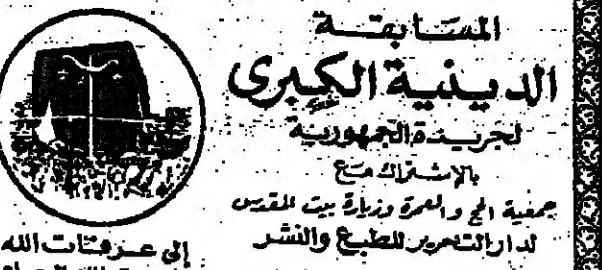 المسابقة
الدينية الكبرى
لجريدة الجمهورية
بالاشتراك مع
جمعية الحج والعمرة وزيارة بيت المقدس
لدار التحرير للطبع والنشر
إلى عرفات الله